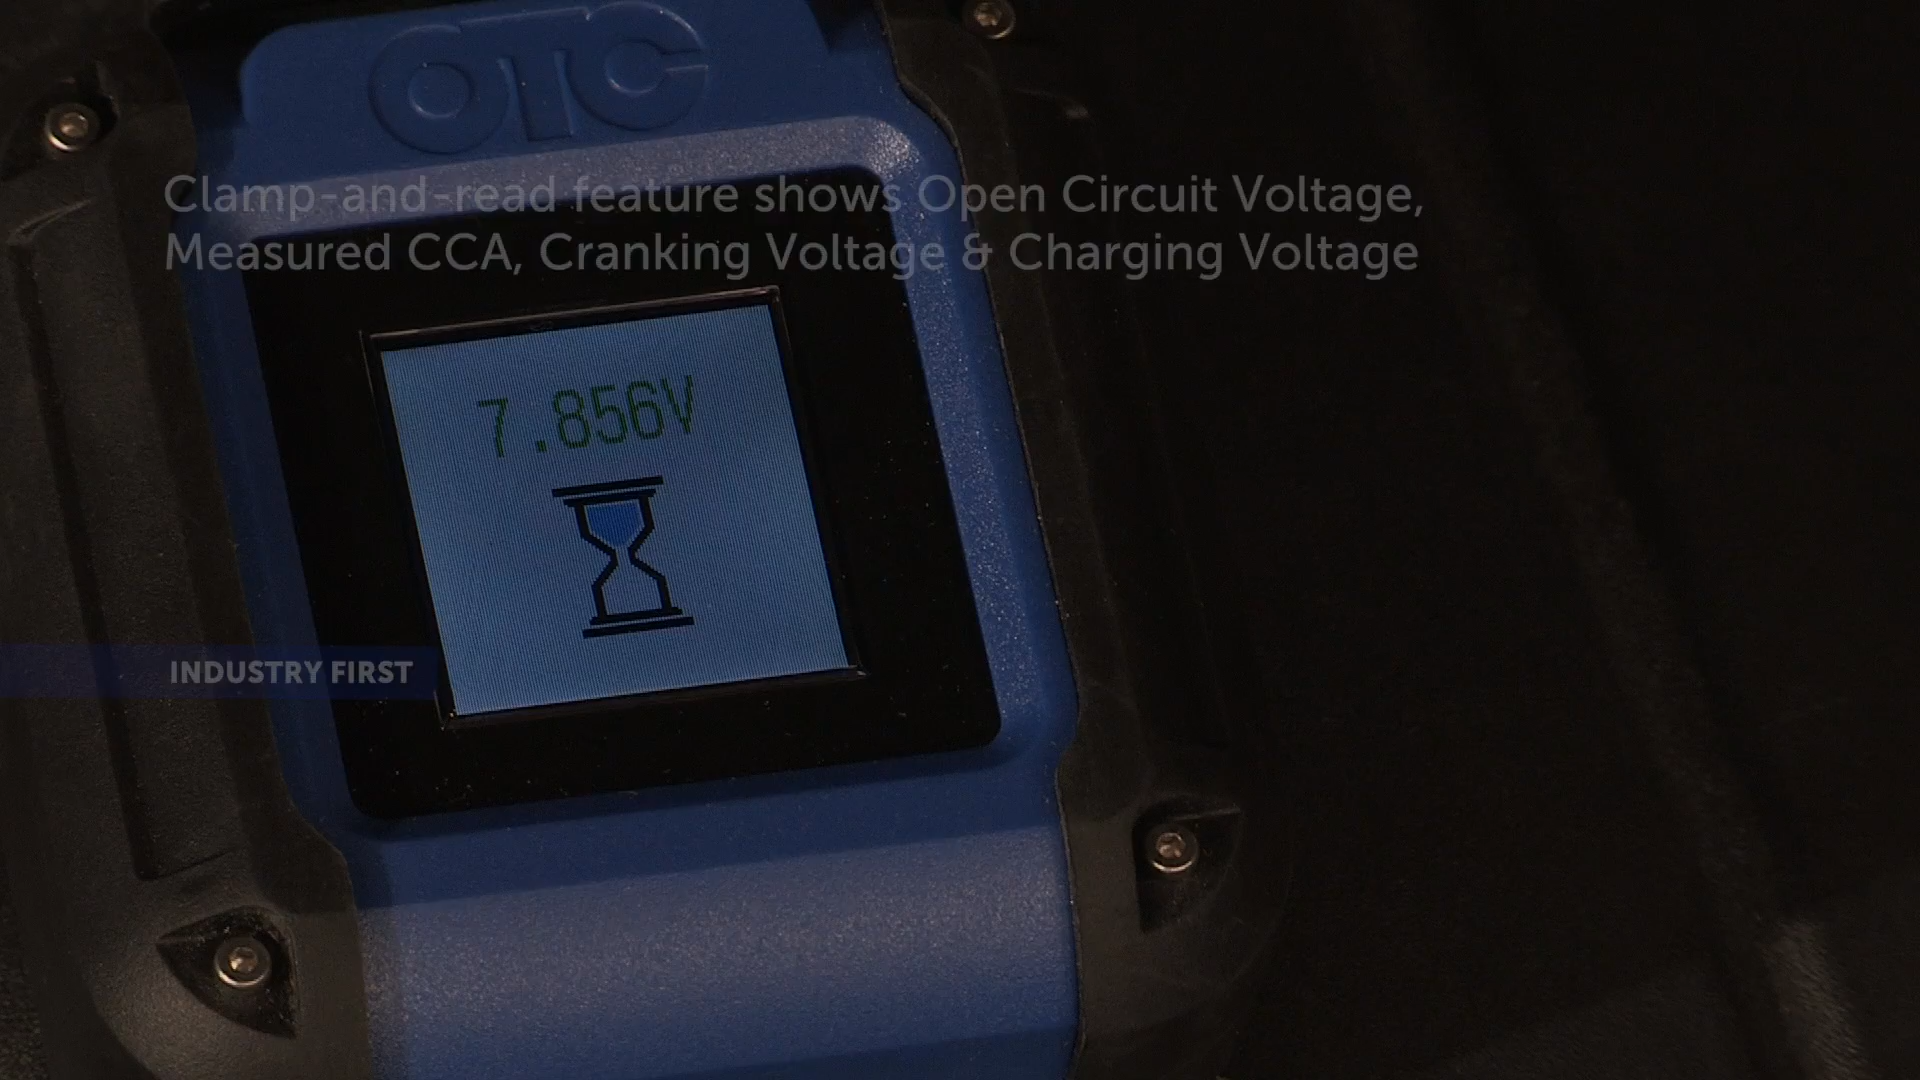 OTC
Clamp-and-read feature shows Open Circuit Voltage,
Measured CCA, Cranking Voltage & Charging Voltage
7.856V
INDUSTRY FIRST